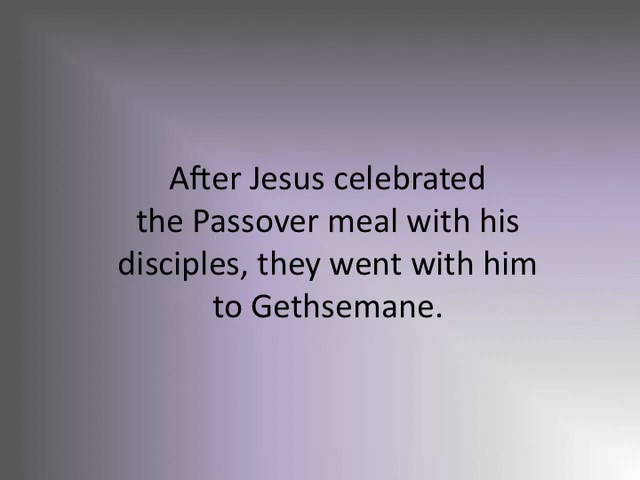 After Jesus celebrated
the Passover meal with his
disciples, they went with him
to Gethsemane.